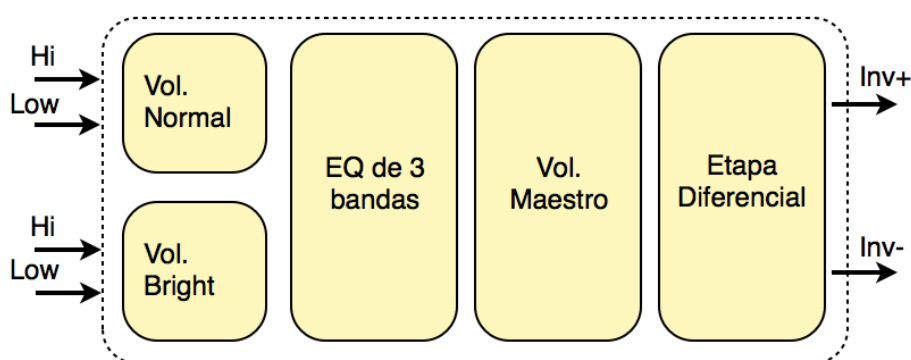 Hi
Low
Vol.
Normal
Hi
Low
Vol.
Bright
EQ de 3
bandas
Vol.
Maestro
Etapa
Diferencial
Inv+
Inv-